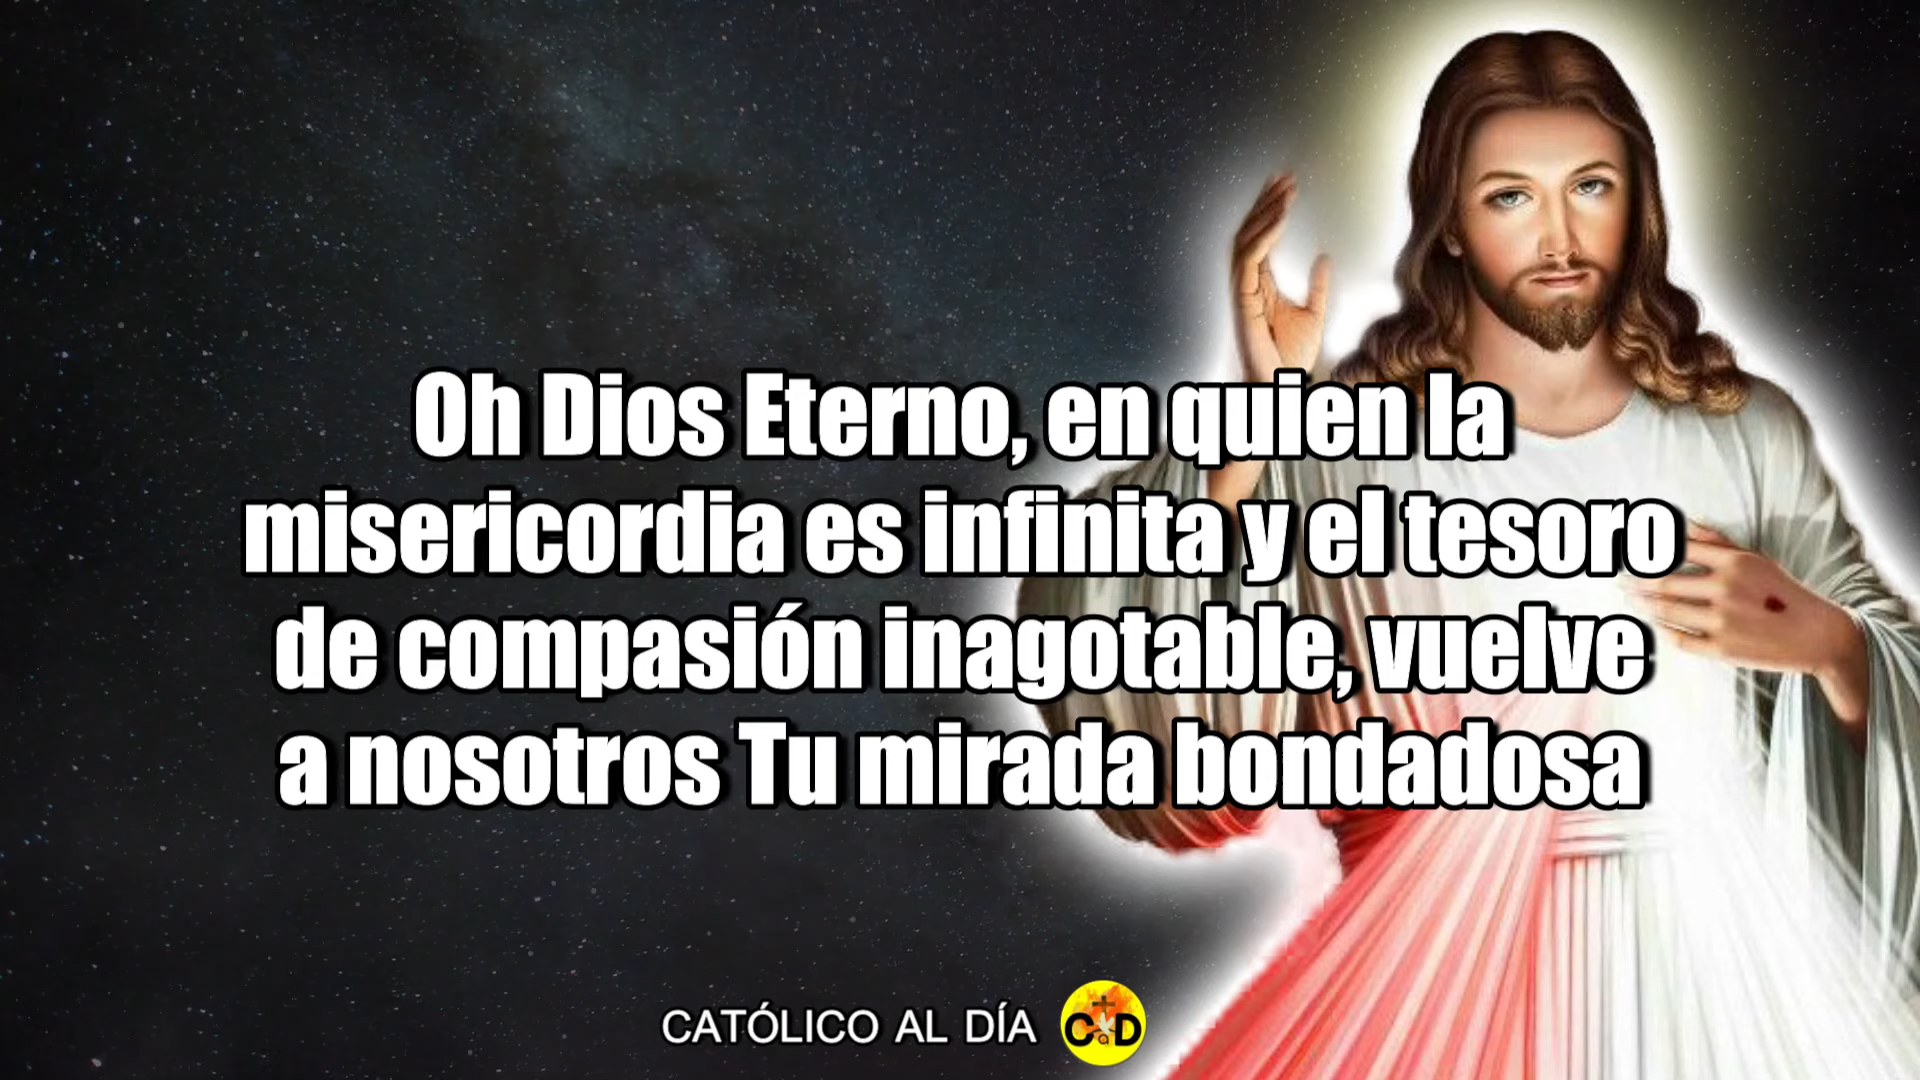 Oh Dios Eterno, en quien la
misericordia es infinita y el tesoro
de compasión inagotable, vuelve
a nosotros Tu mirada bondadosa
CATÓLICO AL DÍA CaD